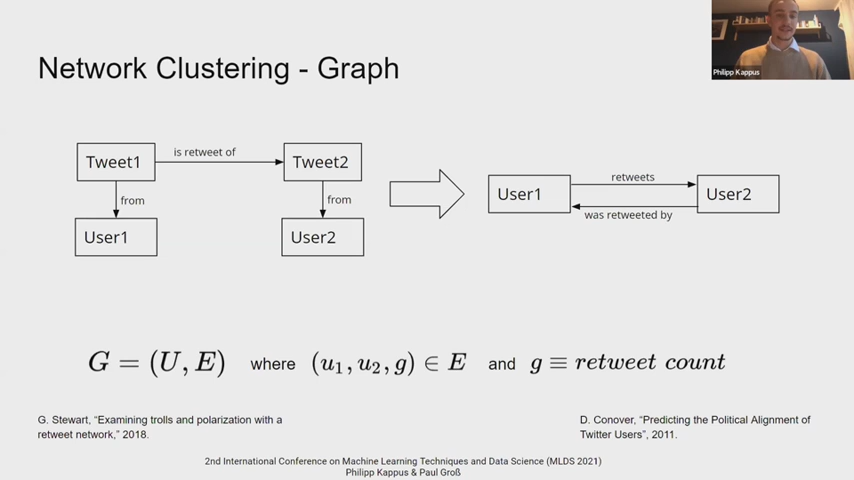 Philipp Kappus
Network Clustering - Graph
Tweet1
is retweet of
Tweet2
from
from
User1
User2
User1
retweets
was retweeted by
User2
G = (U, E) where (u₁, u₂, g) ∈ E and g ≡ retweet count
G. Stewart, “Examining trolls and polarization with a
retweet network,” 2018.
D. Conover, “Predicting the Political Alignment of
Twitter Users”, 2011.
2nd International Conference on Machine Learning Techniques and Data Science (MLDS 2021)
Philipp Kappus & Paul Groß